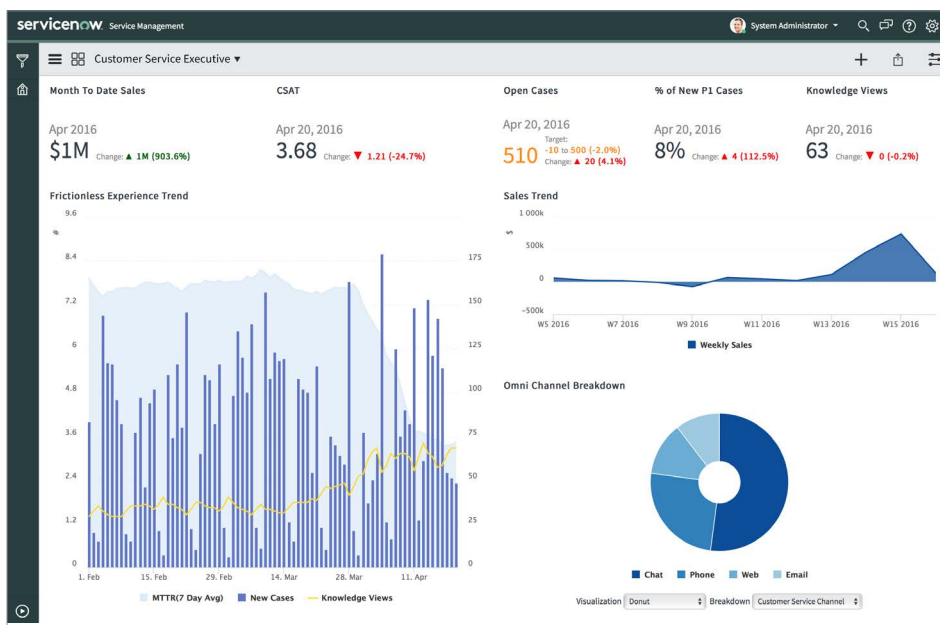 servicenow. Service Management
System Administrator
Customer Service Executive
Month To Date Sales
Apr 2016
$1M Change: ▲ 1M (903.6%)
CSAT
Apr 20, 2016
3.68 Change: ▼ 1.21 (-24.7%)
Open Cases
Apr 20, 2016
Target:
510 -10 to 500 (-2.0%)
Change: ▲ 20 (4.1%)
% of New P1 Cases
Apr 20, 2016
8% Change: ▲ 4 (112.5%)
Knowledge Views
Apr 20, 2016
63 Change: ▼ 0 (-0.2%)
Frictionless Experience Trend
#
9.6
8.4
7.2
6
4.8
3.6
2.4
1.2
0
175
150
125
100
75
50
25
0
1. Feb 15. Feb 29. Feb 14. Mar 28. Mar 11. Apr
MTTR(7 Day Avg) New Cases Knowledge Views
Sales Trend
$
1 000k
500k
0
-500k
W5 2016 W7 2016 W9 2016 W11 2016 W13 2016 W15 2016
Weekly Sales
Omni Channel Breakdown
Chat Phone Web Email
Visualization Donut Breakdown Customer Service Channel